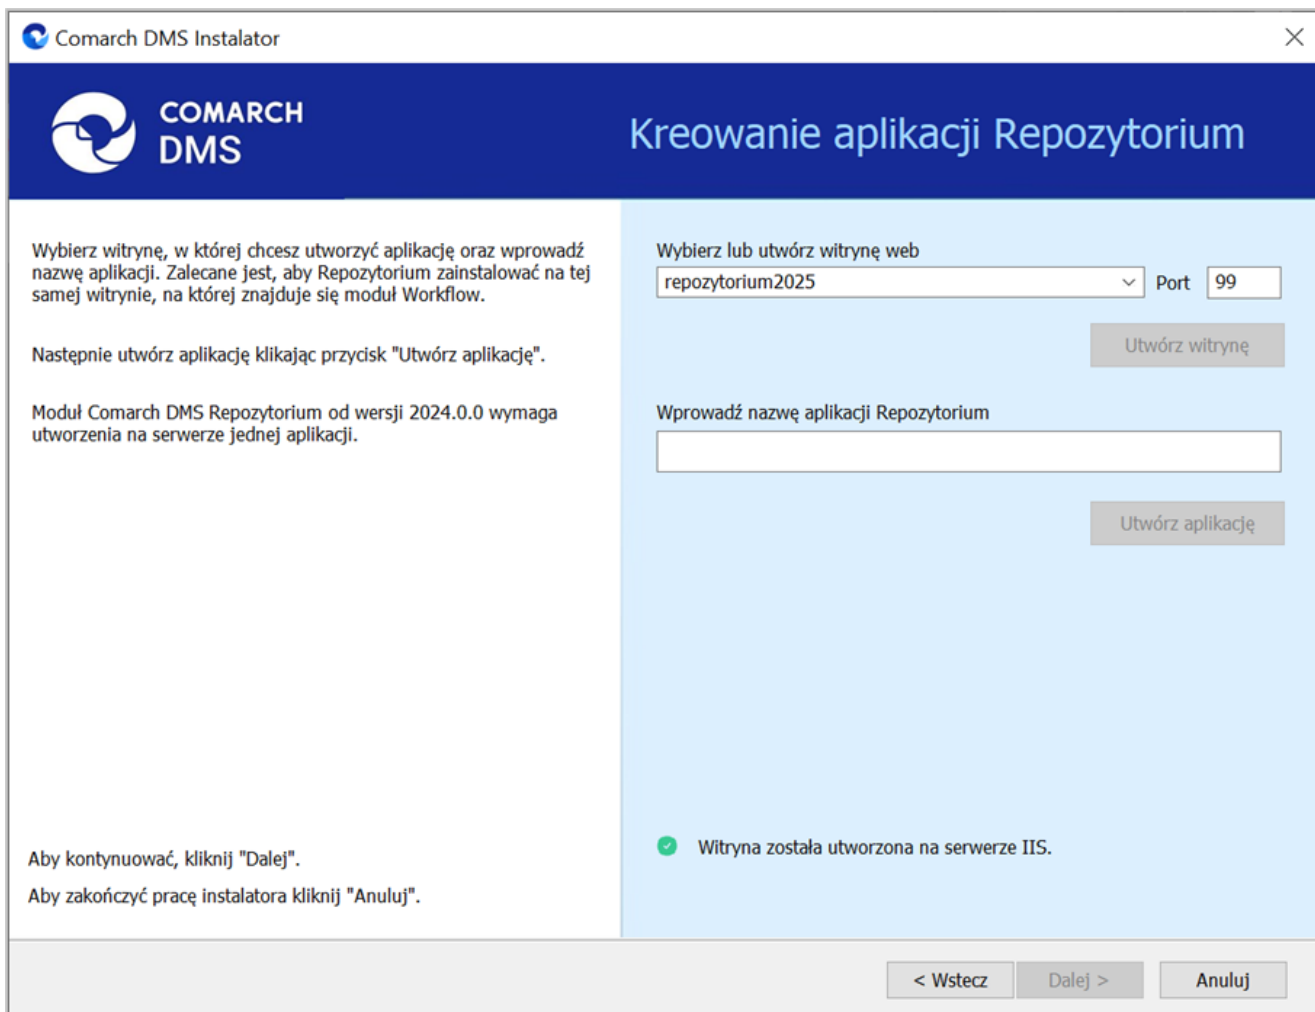 Comarch DMS Instalator
COMARCH
DMS
Kreowanie aplikacji Repozytorium
Wybierz witrynę, w której chcesz utworzyć aplikację oraz wprowadź
nazwę aplikacji. Zalecane jest, aby Repozytorium zainstalować na tej
samej witrynie, na której znajduje się moduł Workflow.
Następnie utwórz aplikację klikając przycisk "Utwórz aplikację".
Moduł Comarch DMS Repozytorium od wersji 2024.0.0 wymaga
utworzenia na serwerze jednej aplikacji.
Aby kontynuować, kliknij "Dalej".
Aby zakończyć pracę instalatora kliknij "Anuluj".
Wybierz lub utwórz witrynę web
repozytorium2025 Port 99
Utwórz witrynę
Wprowadź nazwę aplikacji Repozytorium
Utwórz aplikację
Witryna została utworzona na serwerze IIS.
< Wstecz Dalej > Anuluj